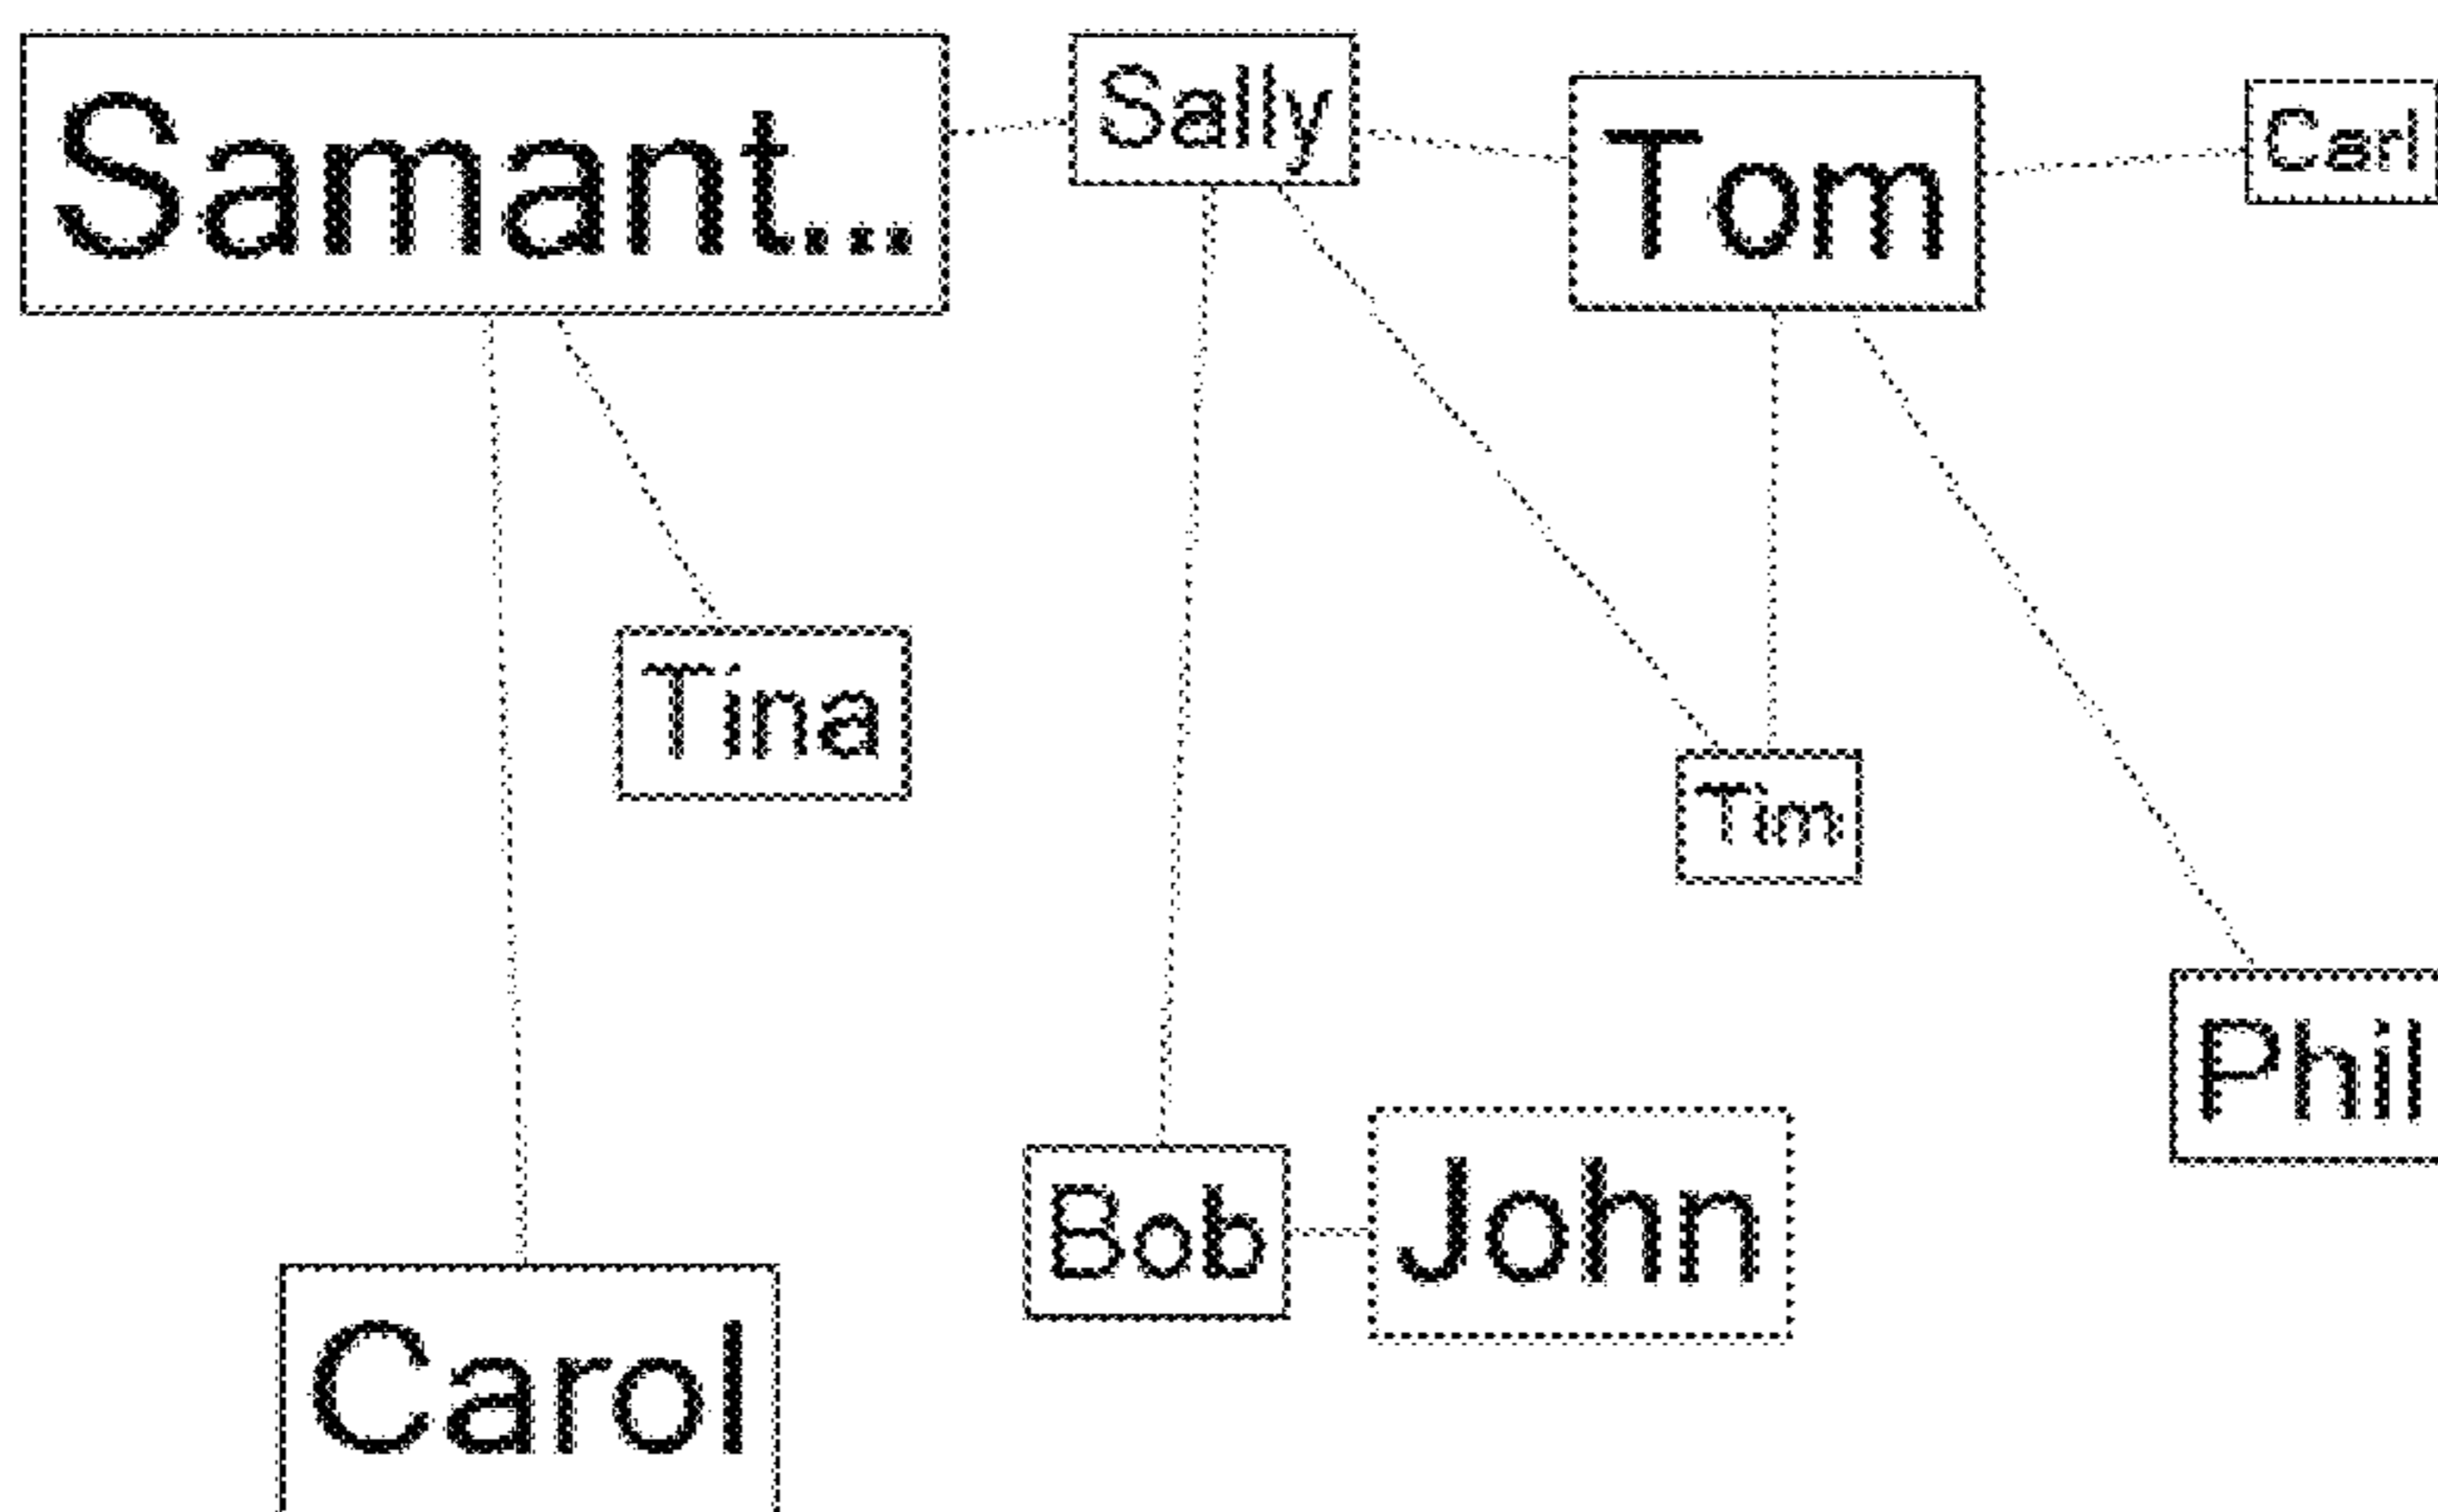 Samant...
Sally
Tom
Carl
Tina
Tim
Phil
Bob
John
Carol